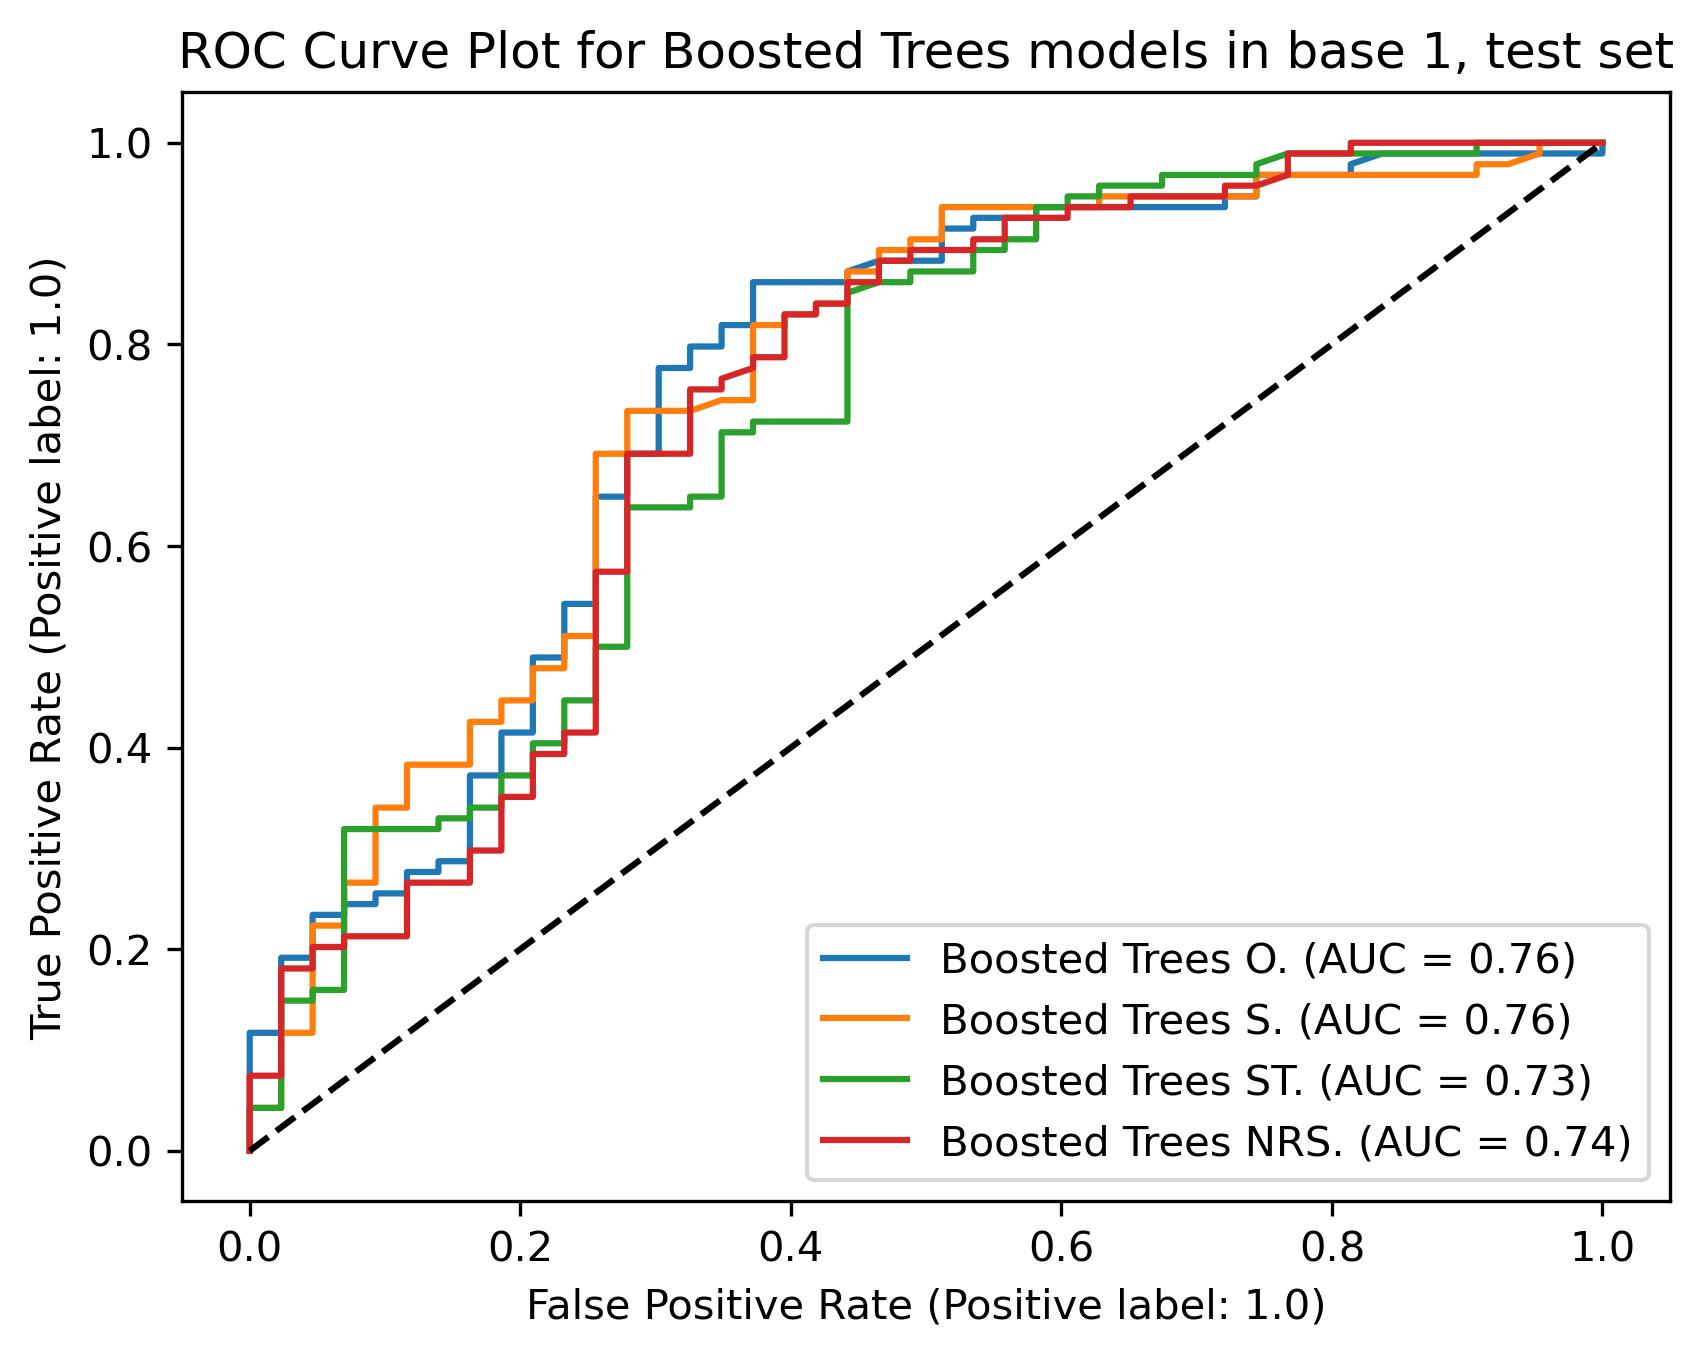 ROC Curve Plot for Boosted Trees models in base 1, test set
True Positive Rate (Positive label: 1.0)
1.0
0.8
0.6
0.4
0.2
0.0
Boosted Trees O. (AUC = 0.76)
Boosted Trees S. (AUC = 0.76)
Boosted Trees ST. (AUC = 0.73)
Boosted Trees NRS. (AUC = 0.74)
0.0 0.2 0.4 0.6 0.8 1.0
False Positive Rate (Positive label: 1.0)